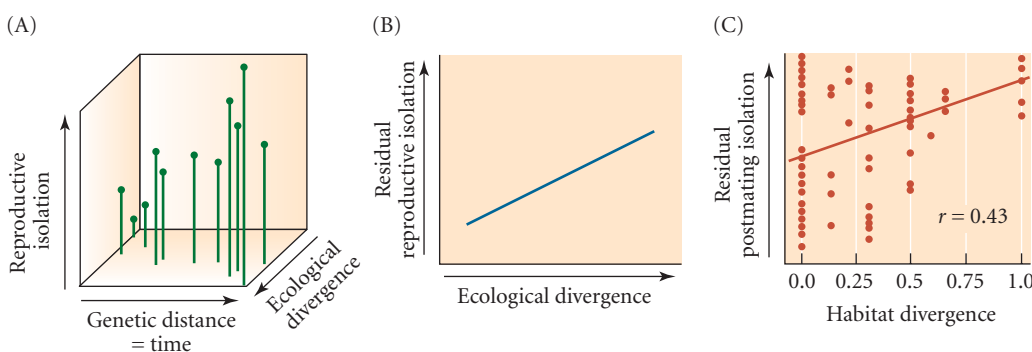 (A)
Reproductive
isolation
Genetic distance
= time
Ecological
divergence
(B)
Residual
reproductive isolation
Ecological divergence
(C)
Residual
postmating isolation
r = 0.43
0.0 0.25 0.5 0.75 1.0
Habitat divergence